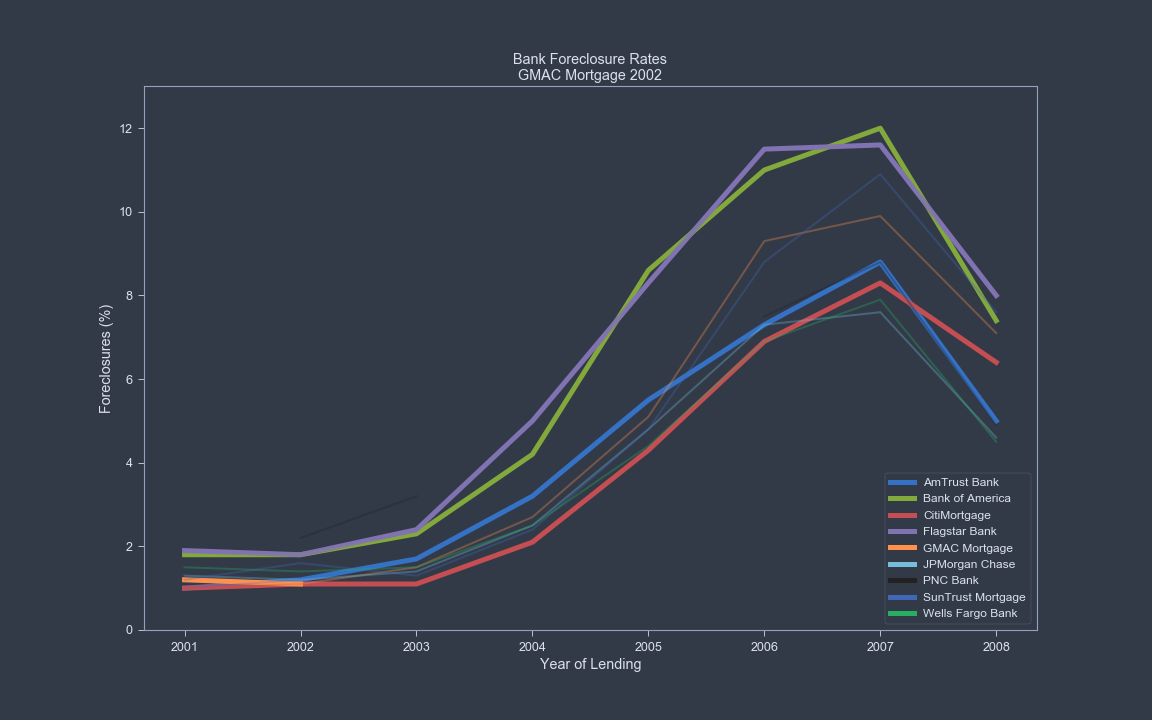 Bank Foreclosure Rates
GMAC Mortgage 2002
Foreclosures (%)
12
10
8
6
4
2
0
2001 2002 2003 2004 2005 2006 2007 2008
Year of Lending
AmTrust Bank
Bank of America
CitiMortgage
Flagstar Bank
GMAC Mortgage
JPMorgan Chase
PNC Bank
SunTrust Mortgage
Wells Fargo Bank